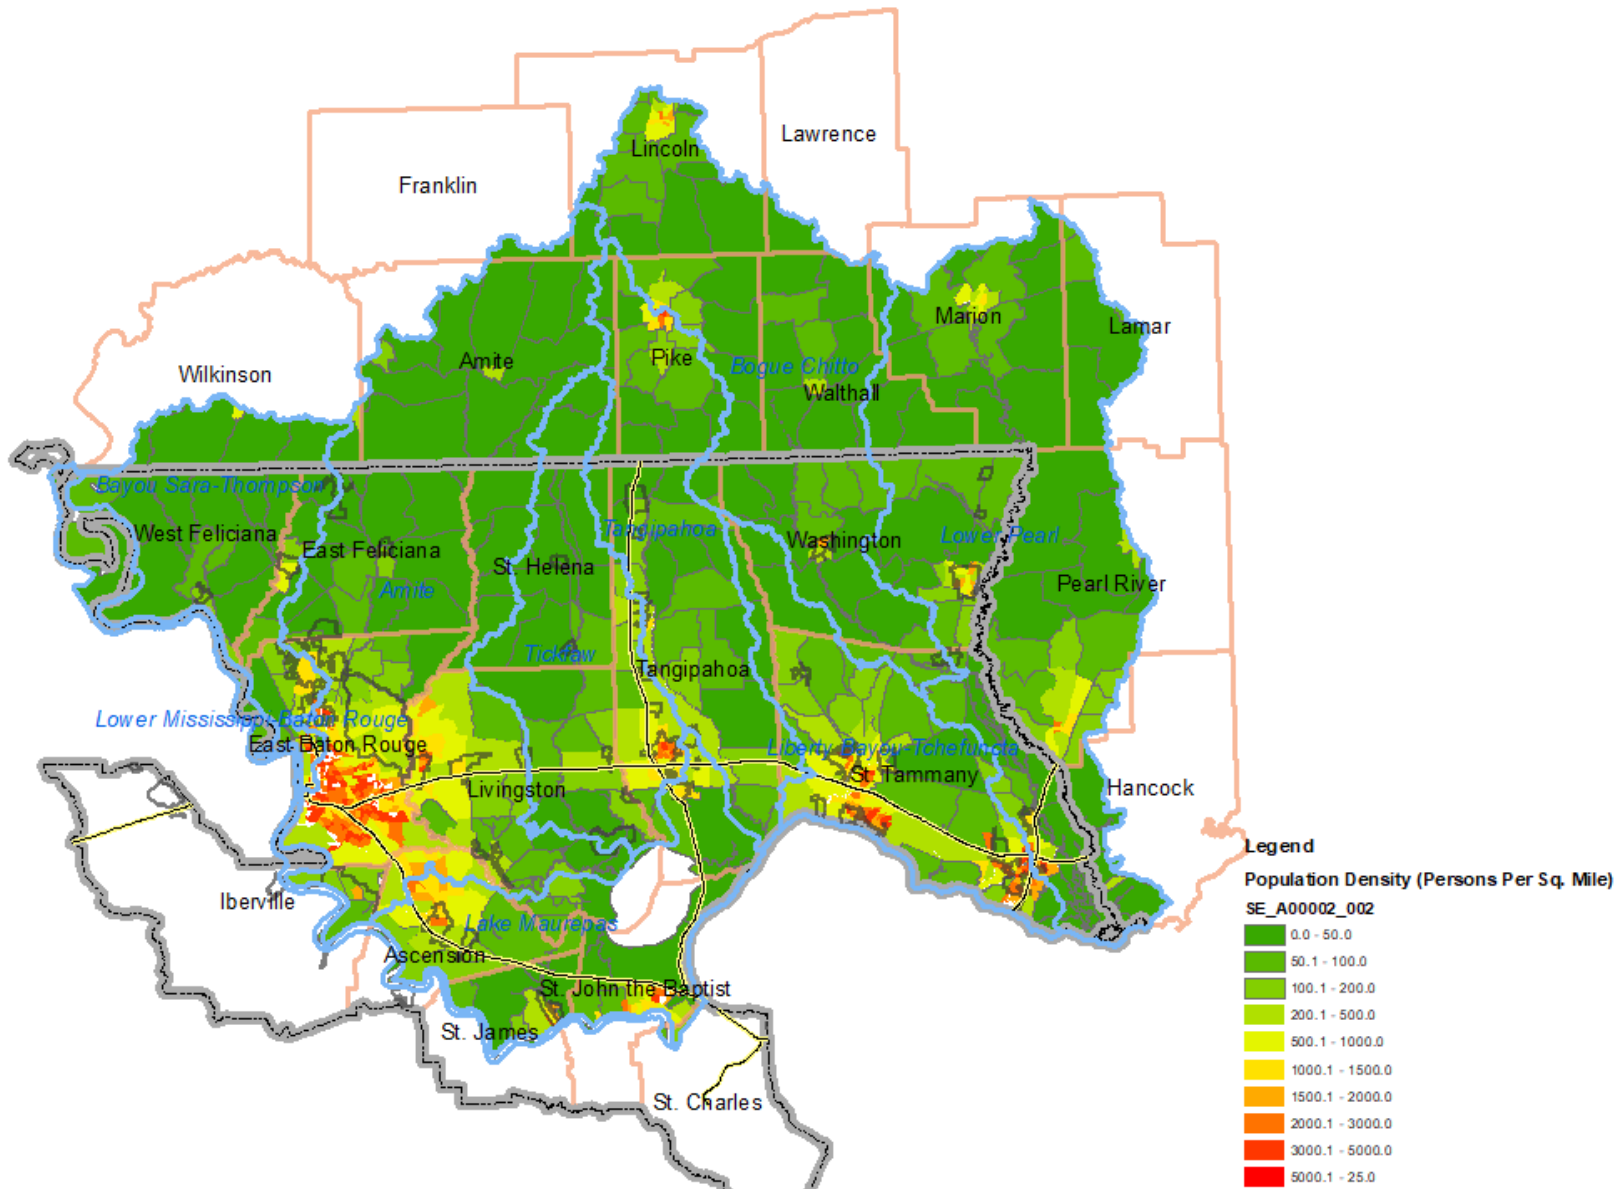 Lawrence
Lincoln
Franklin
Marion
Lamar
Amite
Pike
Bogue Chitto
Wilkinson
Walthall
Bayou Sara-Thompson
West Feliciana
East Feliciana
Tangipahoa
Washington
Lower Pearl
St. Helena
Amite
Pearl River
Tickfaw
Tangipahoa
Lower Mississippi-Baton Rouge
East Baton Rouge
Liberty Bayou-Tchefuncta
St. Tammany
Livingston
Hancock
Iberville
Lake Maurepas
Ascension
St. John the Baptist
St. James
St. Charles
Legend
Population Density (Persons Per Sq. Mile)
SE_A00002_002
0.0 - 50.0
50.1 - 100.0
100.1 - 200.0
200.1 - 500.0
500.1 - 1000.0
1000.1 - 1500.0
1500.1 - 2000.0
2000.1 - 3000.0
3000.1 - 5000.0
5000.1 - 25.0